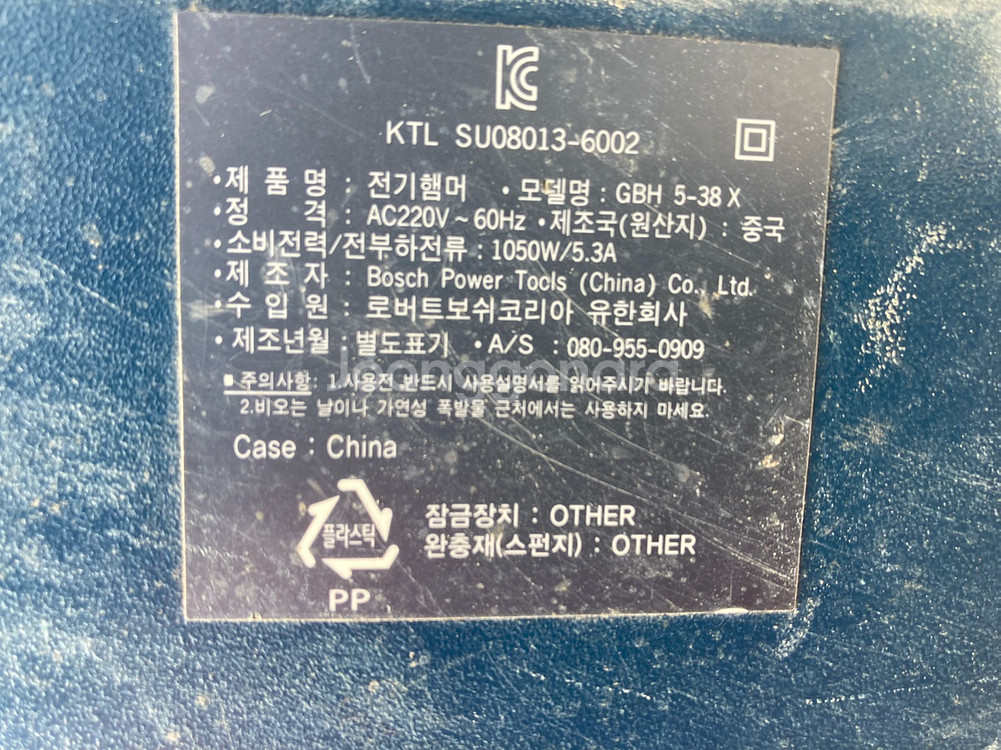 KC
KTL SU08013-6002
•제 품 명 : 전기햄머 •모델명 : GBH 5-38 X
•정 격 : AC220V ~ 60Hz •제조국(원산지) : 중국
•소비전력/전부하전류 : 1050W/5.3A
•제 조 자 : Bosch Power Tools (China) Co., Ltd.
•수 입 원 : 로버트보쉬코리아 유한회사
•제조년월 : 별도표기 •A/S : 080-955-0909
Joonggonara
■ 주의사항: 1.사용전 반드시 사용설명서를 읽어주시기 바랍니다.
2.비오는 날이나 가연성 폭발물 근처에서는 사용하지 마세요.
Case : China
플라스틱
PP
잠금장치 : OTHER
완충재(스펀지) : OTHER